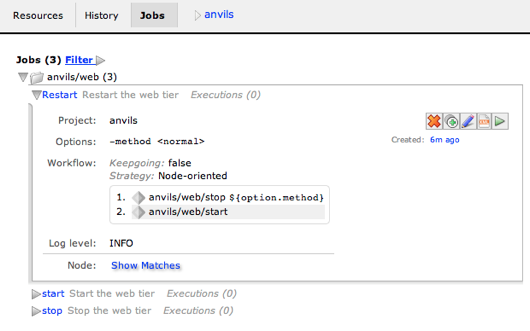 Resources History Jobs anvils
Jobs (3) Filter
anvils/web (3)
Restart Restart the web tier Executions (0)
Project: anvils
Options: -method <normal>
Created: 6m ago
Workflow: Keepgoing: false
Strategy: Node-oriented
1. anvils/web/stop ${option.method}
2. anvils/web/start
Log level: INFO
Node: Show Matches
start Start the web tier Executions (0)
stop Stop the web tier Executions (0)